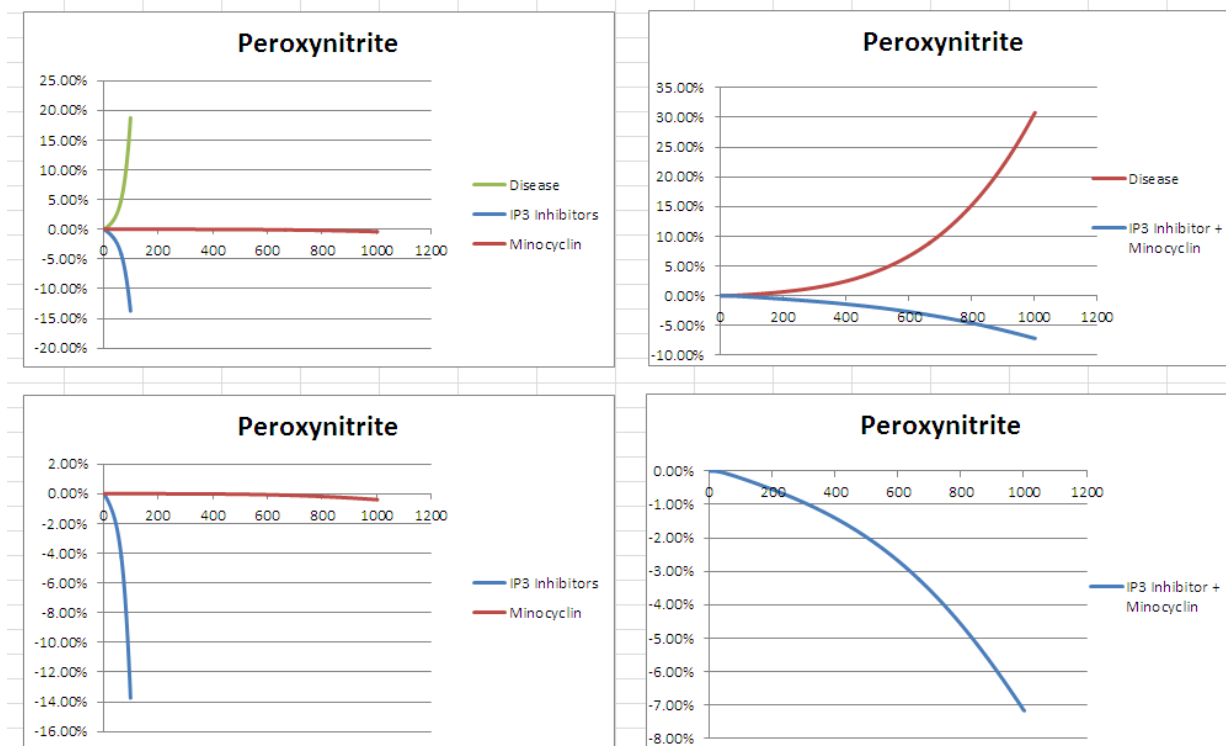 Peroxynitrite
25.00%
20.00%
15.00%
10.00%
5.00%
0.00%
-5.00%
-10.00%
-15.00%
-20.00%
0 200 400 600 800 1000 1200
Disease
IP3 Inhibitors
Minocyclin
Peroxynitrite
35.00%
30.00%
25.00%
20.00%
15.00%
10.00%
5.00%
0.00%
-5.00%
-10.00%
0 200 400 600 800 1000 1200
Disease
IP3 Inhibitor +
Minocyclin
Peroxynitrite
2.00%
0.00%
-2.00%
-4.00%
-6.00%
-8.00%
-10.00%
-12.00%
-14.00%
-16.00%
0 200 400 600 800 1000 1200
IP3 Inhibitors
Minocyclin
Peroxynitrite
0.00%
-1.00%
-2.00%
-3.00%
-4.00%
-5.00%
-6.00%
-7.00%
-8.00%
0 200 400 600 800 1000 1200
IP3 Inhibitor +
Minocyclin